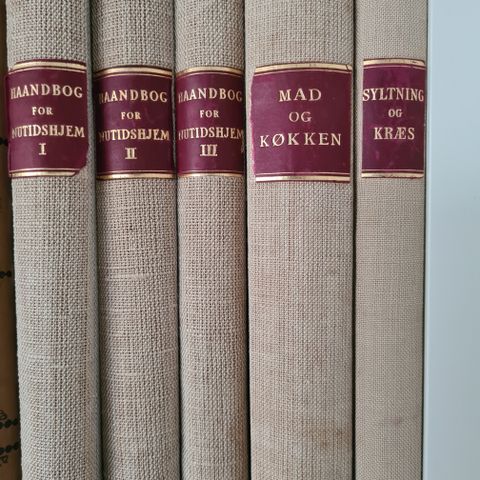 HAANDBOG
FOR
NUTIDSHJEM
I
HAANDBOG
FOR
NUTIDSHJEM
II
HAANDBOG
FOR
NUTIDSHJEM
III
MAD
OG
KØKKEN
SYLTNING
OG
KRÆS